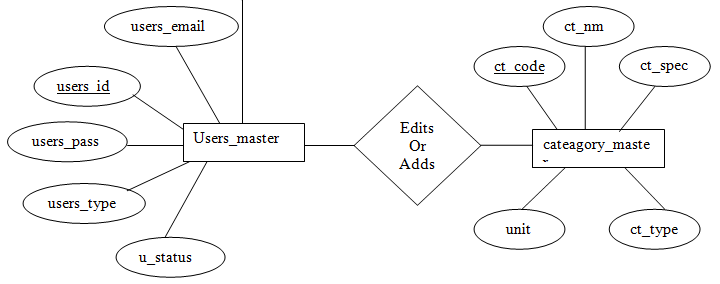 users_email
ct_nm
users_id
ct_code
ct_spec
users_pass
Users_master
Edits
Or
Adds
cateagory_maste
users_type
unit
ct_type
u_status